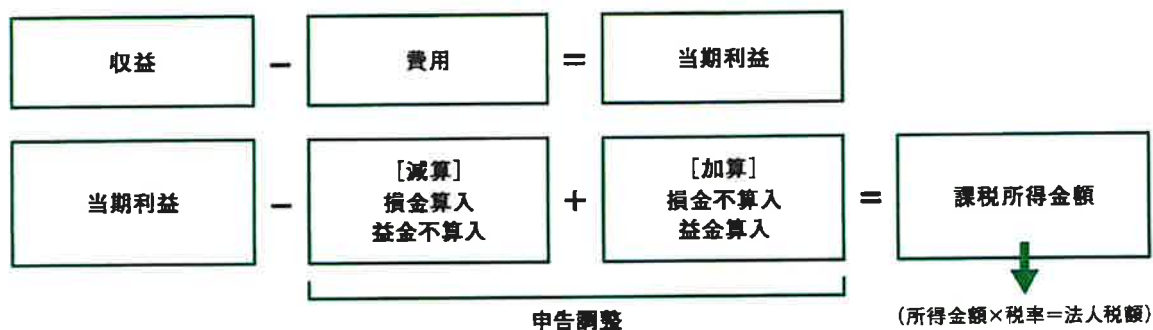 収益 － 費用 ＝ 当期利益
当期利益 － [減算] 損金算入 益金不算入 ＋ [加算] 損金不算入 益金算入 ＝ 課税所得金額
申告調整
(所得金額×税率＝法人税額)